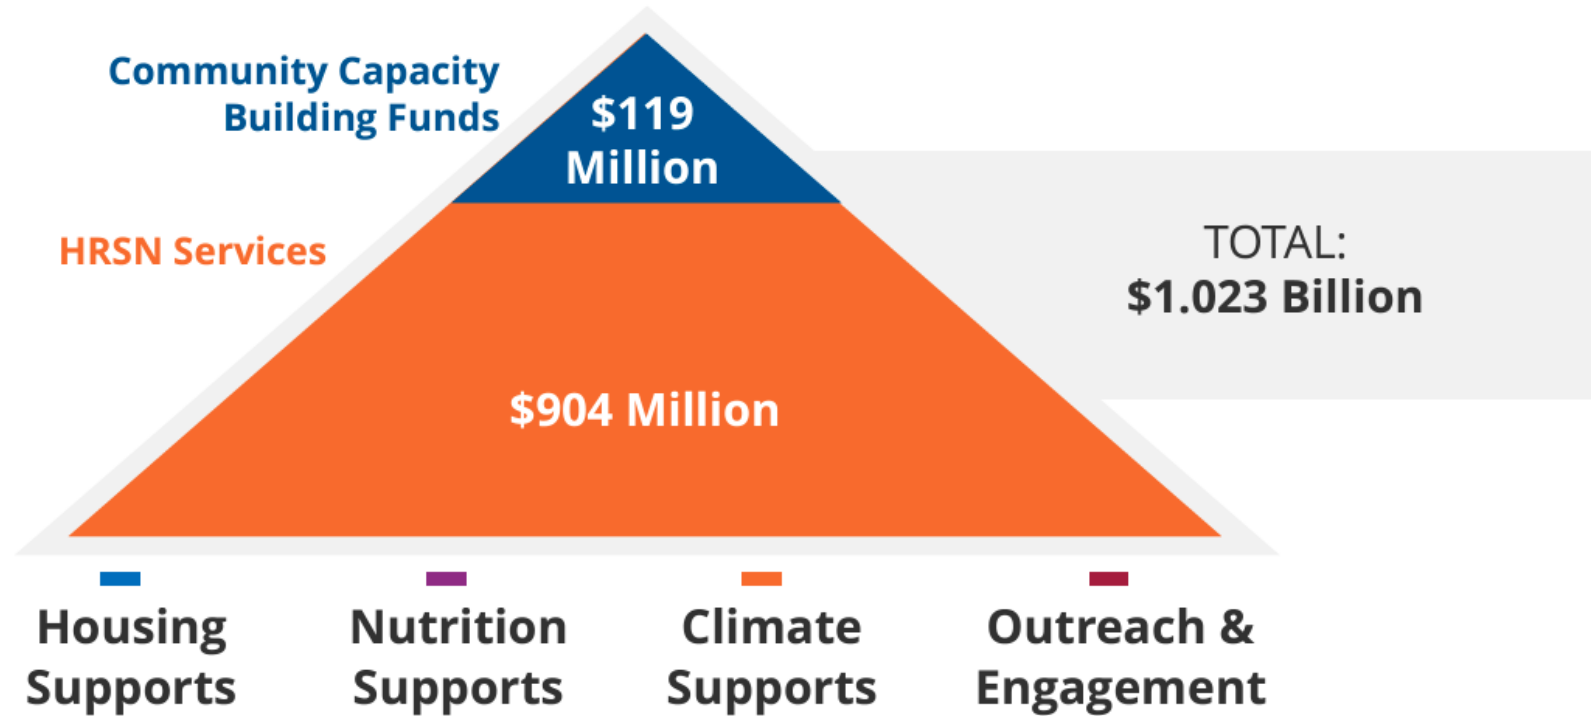 Community Capacity
Building Funds
$119
Million
HRSN Services
TOTAL:
$1.023 Billion
$904 Million
Housing
Supports
Nutrition
Supports
Climate
Supports
Outreach &
Engagement